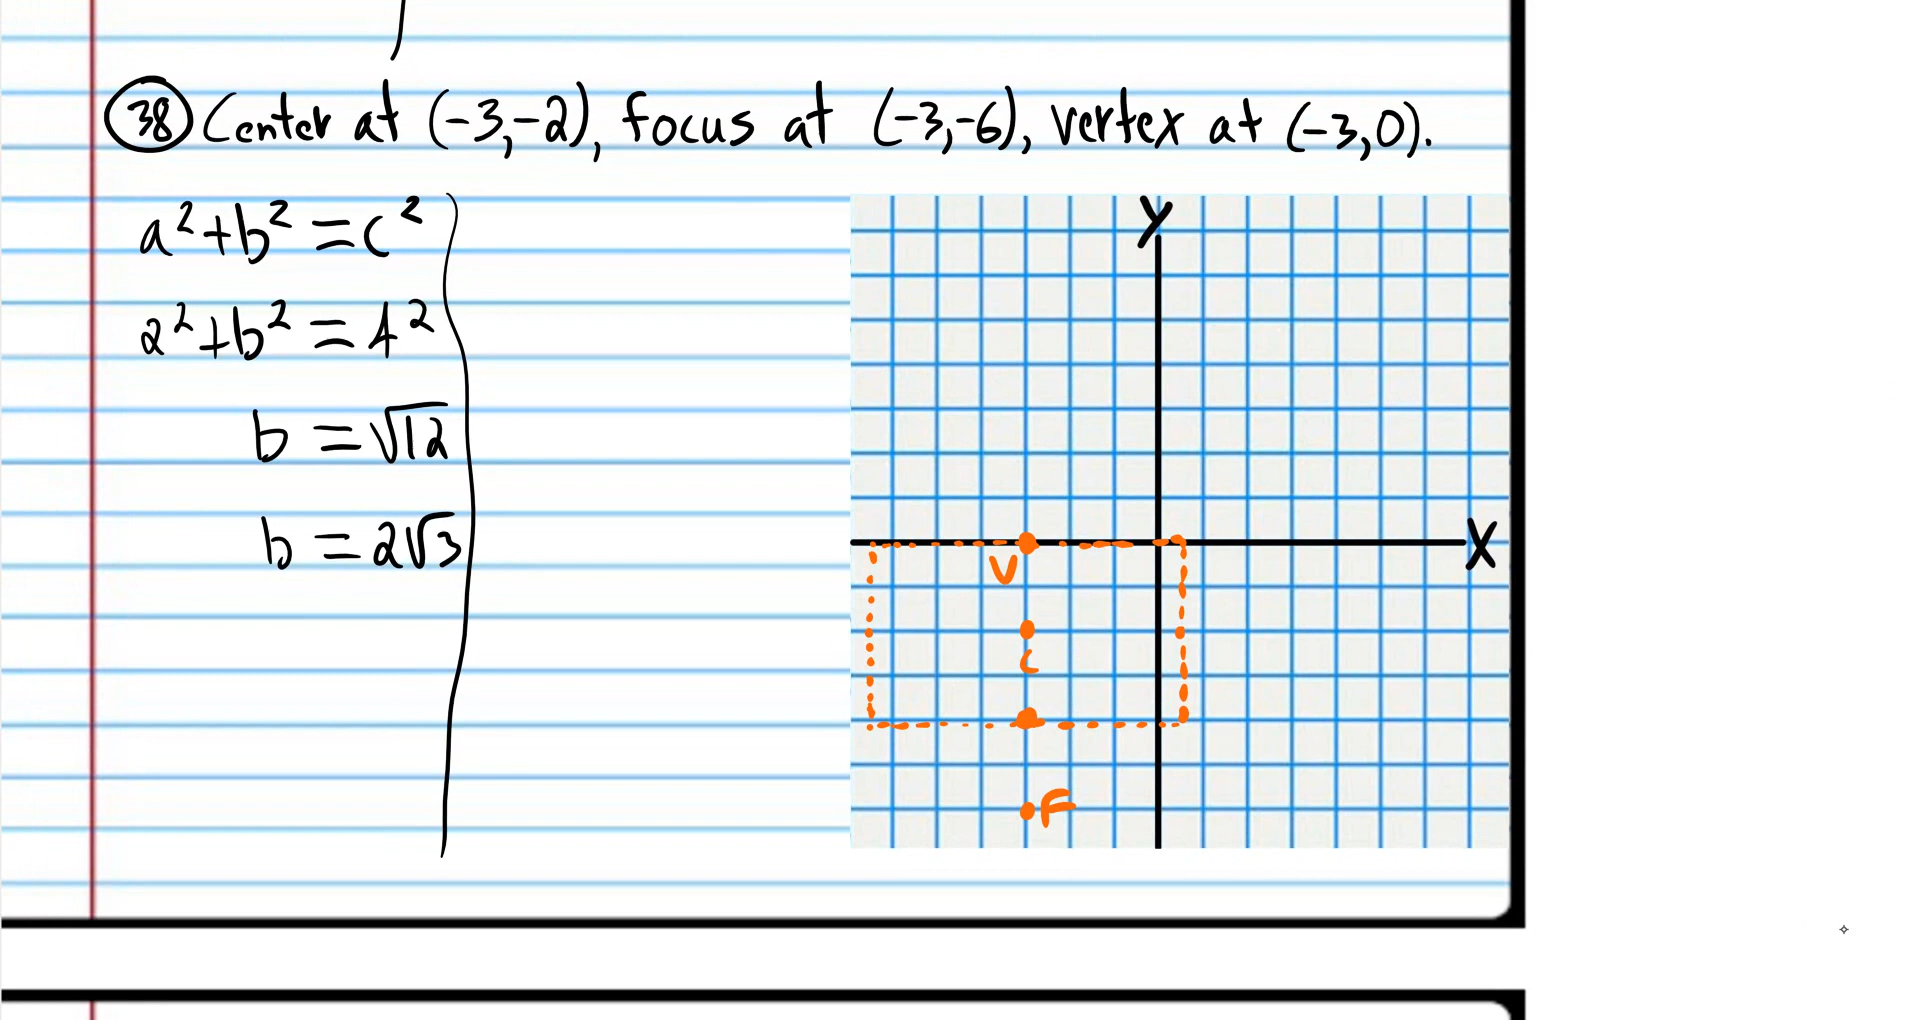 (38) Center at (-3,-2), focus at (-3,-6), vertex at (-3,0).
a²+b²=c²
2²+b²=4²
b=√12
b=2√3
Y
X
V
C
F